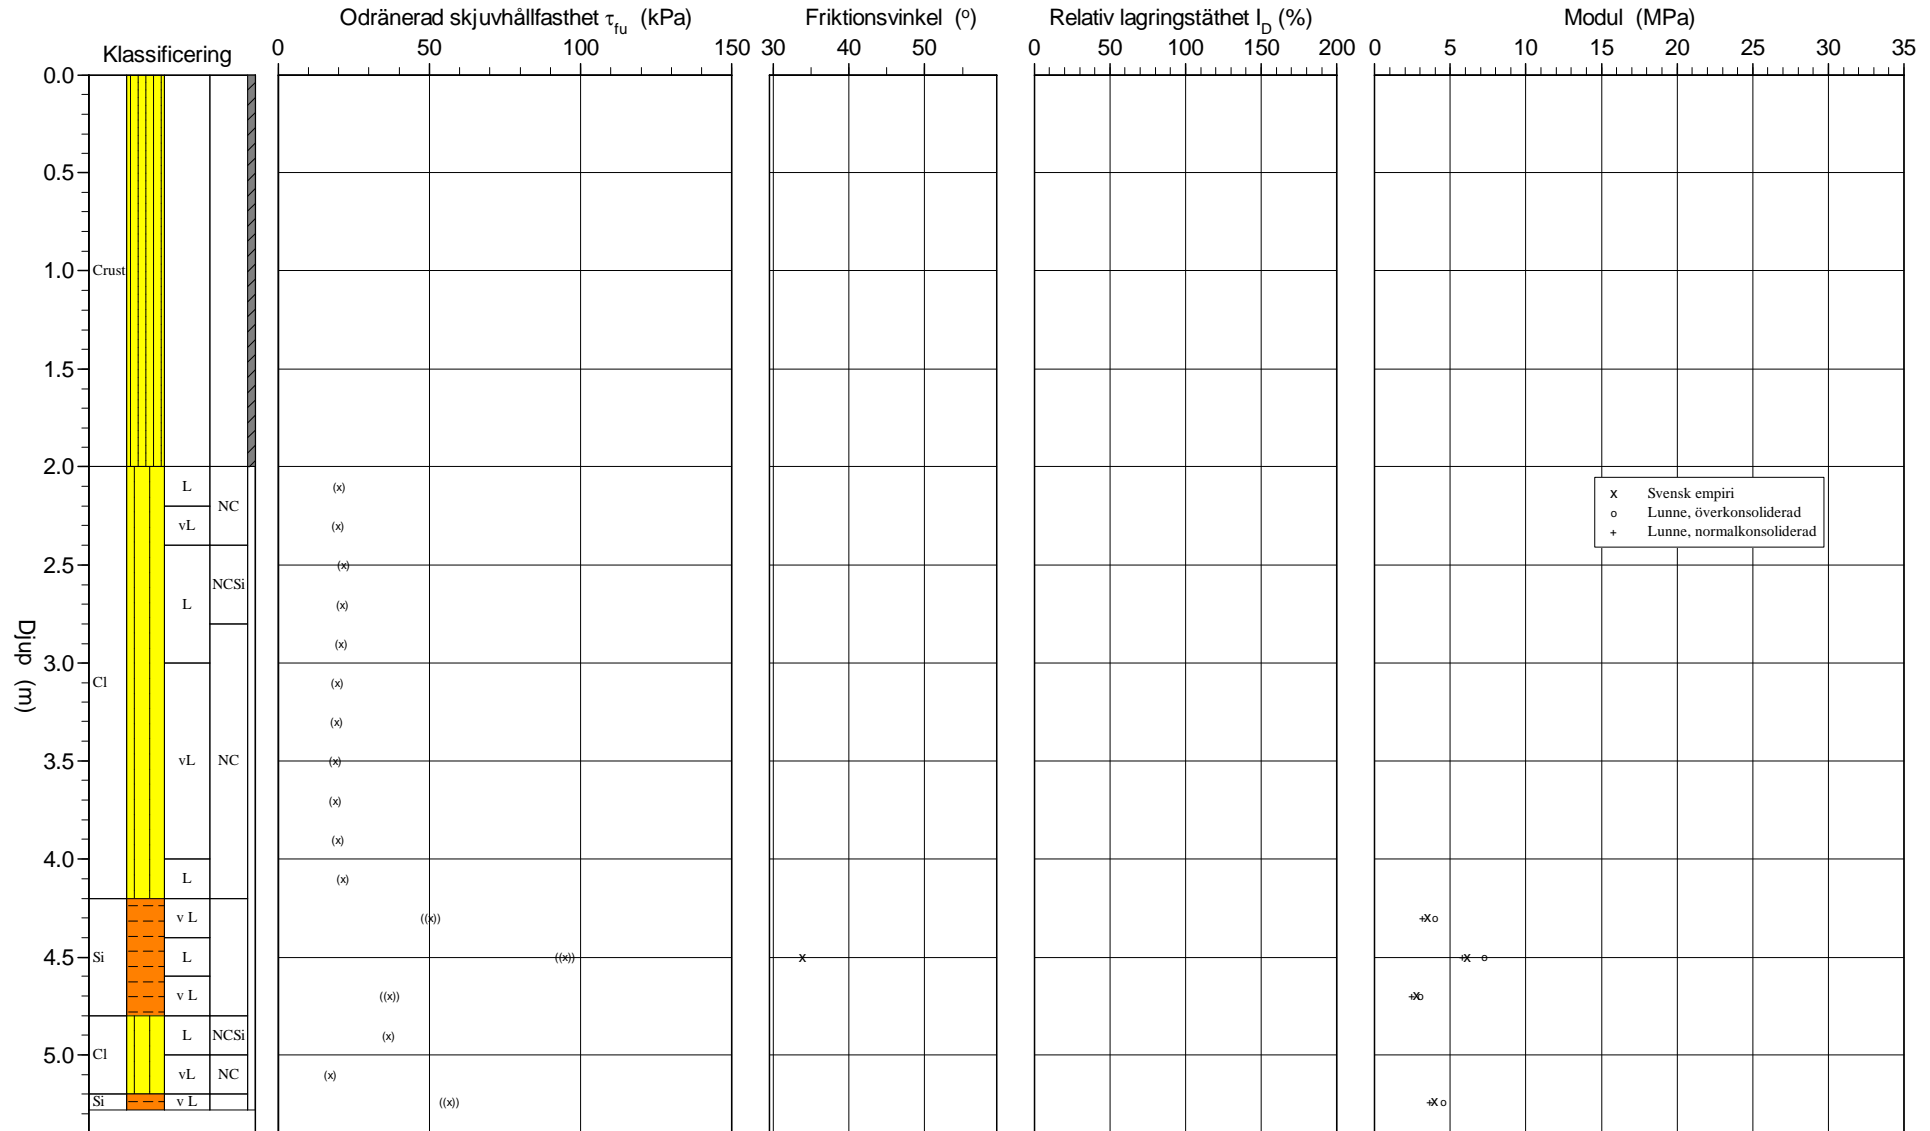 Odränerad skjuvhållfasthet τfu (kPa)
Friktionsvinkel (°)
Relativ lagringstäthet ID (%)
Modul (MPa)
Klassificering
0 50 100 150
30 40 50
0 50 100 150 200
0 5 10 15 20 25 30 35
Djup (m)
0.0
0.5
1.0
1.5
2.0
2.5
3.0
3.5
4.0
4.5
5.0
Crust
Cl
Si
Cl
Si
L
vL
L
vL
L
v L
L
v L
L
vL
v L
NC
NCSi
NC
NCSi
NC
(x)
(x)
(x)
(x)
(x)
(x)
(x)
(x)
(x)
(x)
(x)
((x))
((x))
((x))
(x)
(x)
((x))
x
x Svensk empiri
o Lunne, överkonsoliderad
+ Lunne, normalkonsoliderad
+x o
+x o
+xo
+x o